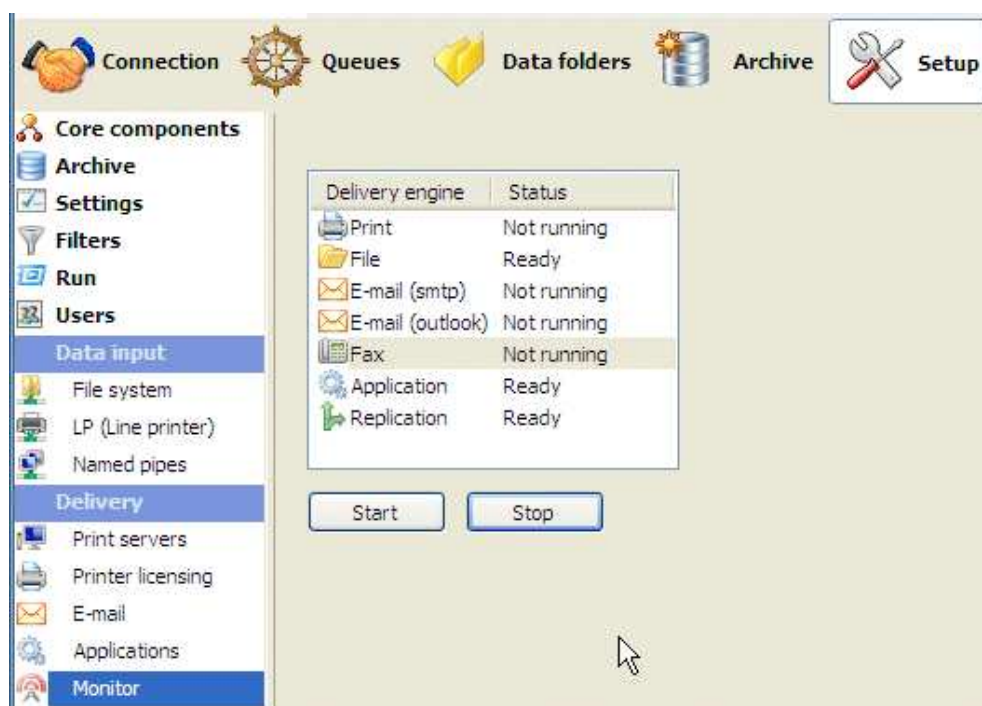 Connection Queues Data folders Archive Setup
Core components
Archive
Settings
Filters
Run
Users
Data input
File system
LP (Line printer)
Named pipes
Delivery
Print servers
Printer licensing
E-mail
Applications
Monitor
Delivery engine Status
Print Not running
File Ready
E-mail (smtp) Not running
E-mail (outlook) Not running
Fax Not running
Application Ready
Replication Ready
Start Stop